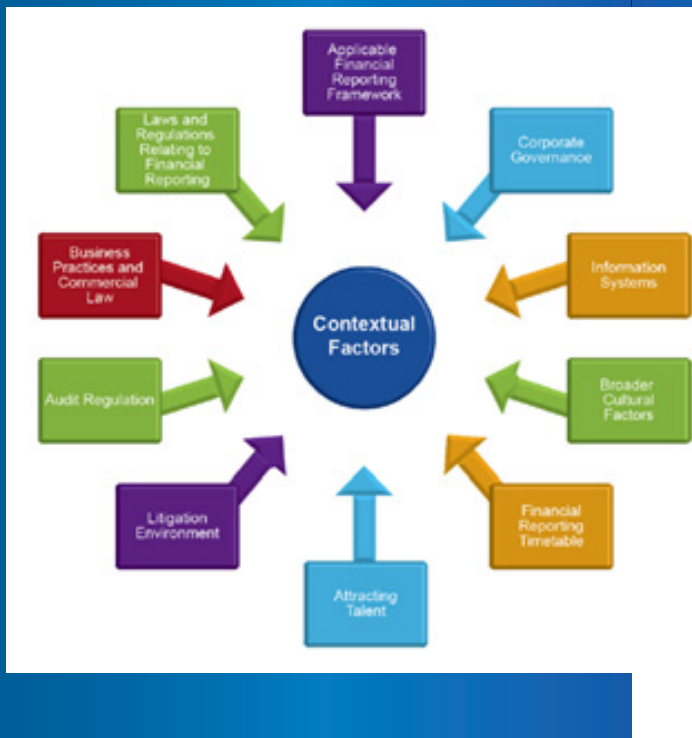 Applicable
Financial
Reporting
Framework
Laws and
Regulations
Relating to
Financial
Reporting
Corporate
Governance
Business
Practices and
Commercial
Law
Information
Systems
Contextual
Factors
Audit Regulation
Broader
Cultural
Factors
Litigation
Environment
Financial
Reporting
Timetable
Attracting
Talent